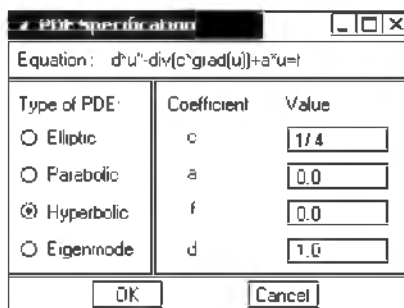 PDE Specification
Equation: d*u''-div(c*grad(u))+a*u=f
Type of PDE: Coefficient Value
Elliptic c 1/4
Parabolic a 0.0
Hyperbolic f 0.0
Eigenmode d 1.0
OK Cancel